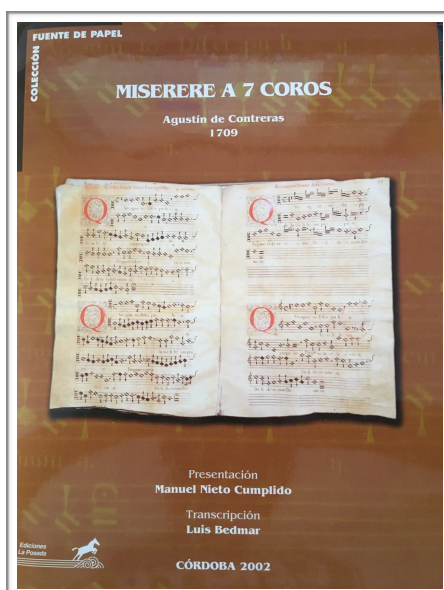 COLECCIÓN
FUENTE DE PAPEL
MISERERE A 7 COROS
Agustín de Contreras
1709
Q
Q
Q
Q
Presentación
Manuel Nieto Cumplido
Transcripción
Luis Bedmar
Ediciones
La Posada
CÓRDOBA 2002